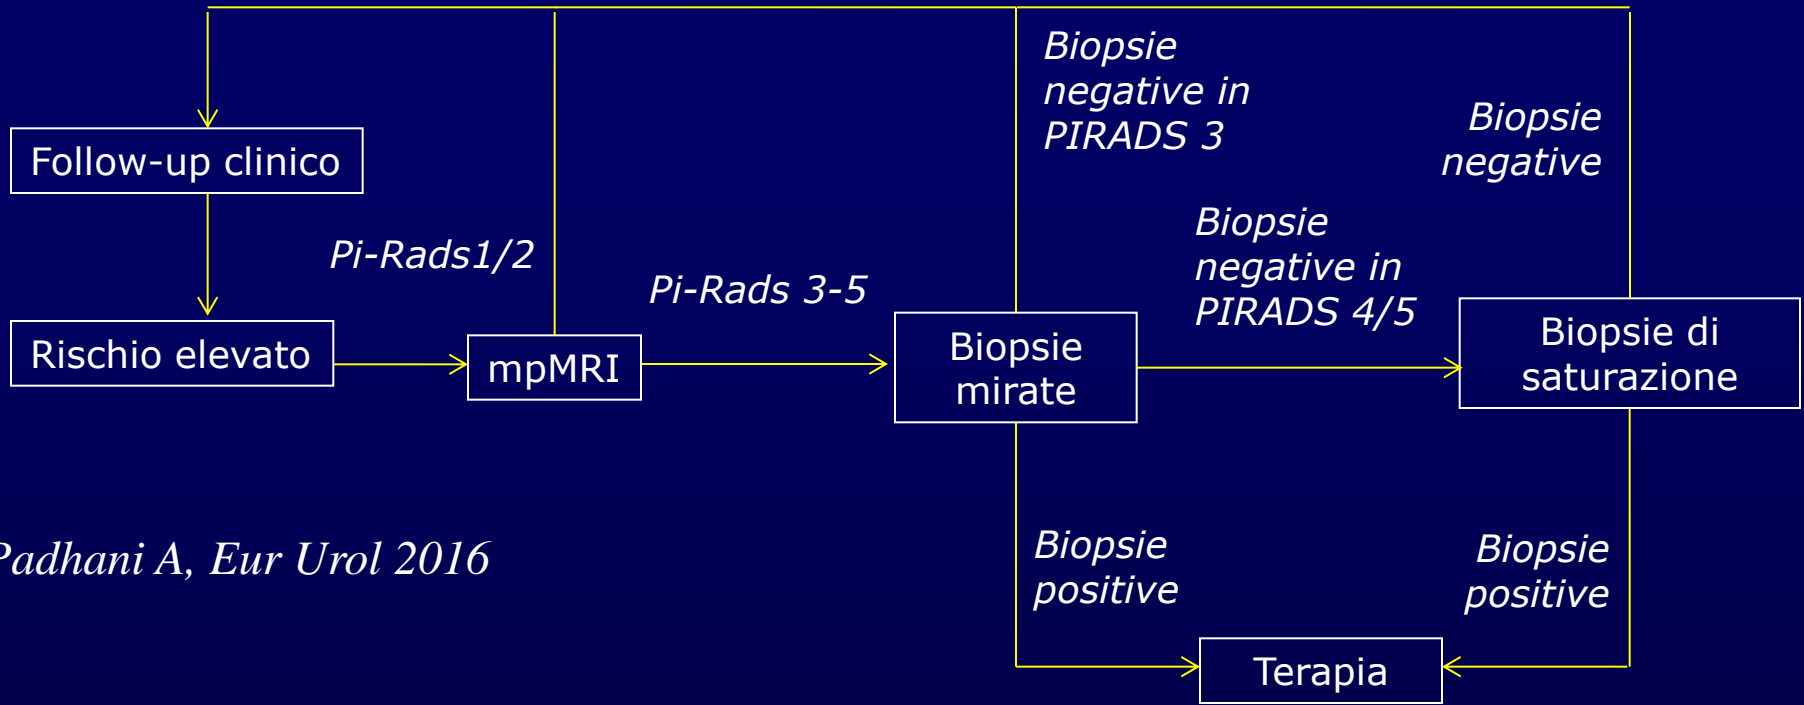 Biopsie
negative in
PIRADS 3
Biopsie
negative
Follow-up clinico
Pi-Rads1/2
Pi-Rads 3-5
Biopsie
negative in
PIRADS 4/5
Rischio elevato
mpMRI
Biopsie
mirate
Biopsie di
saturazione
Padhani A, Eur Urol 2016
Biopsie
positive
Biopsie
positive
Terapia